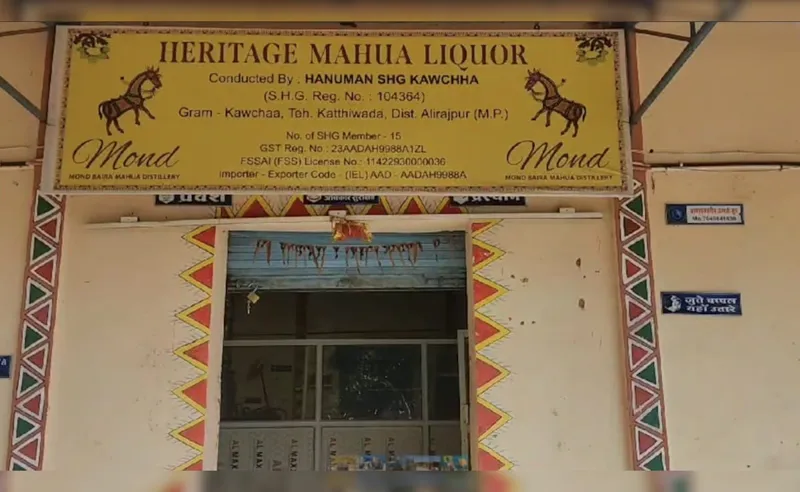 HERITAGE MAHUA LIQUOR
Conducted By : HANUMAN SHG KAWCHHA
(S.H.G. Reg. No. : 104364)
Gram - Kawchaa, Teh. Katthiwada, Dist. Alirajpur (M.P.)
No. of SHG Member - 15
GST Reg. No : 23AADAH9988A1ZL
FSSAI (FSS) License No.: 11422930000036
Importer - Exporter Code - (IEL) AAD - AADAH9988A
Mond
MOND BAIRA MAHUA DISTILLERY
Mond
MOND BAIRA MAHUA DISTILLERY
प्रवेश
प्रस्थान
जूते चप्पल
यहाँ उतारे